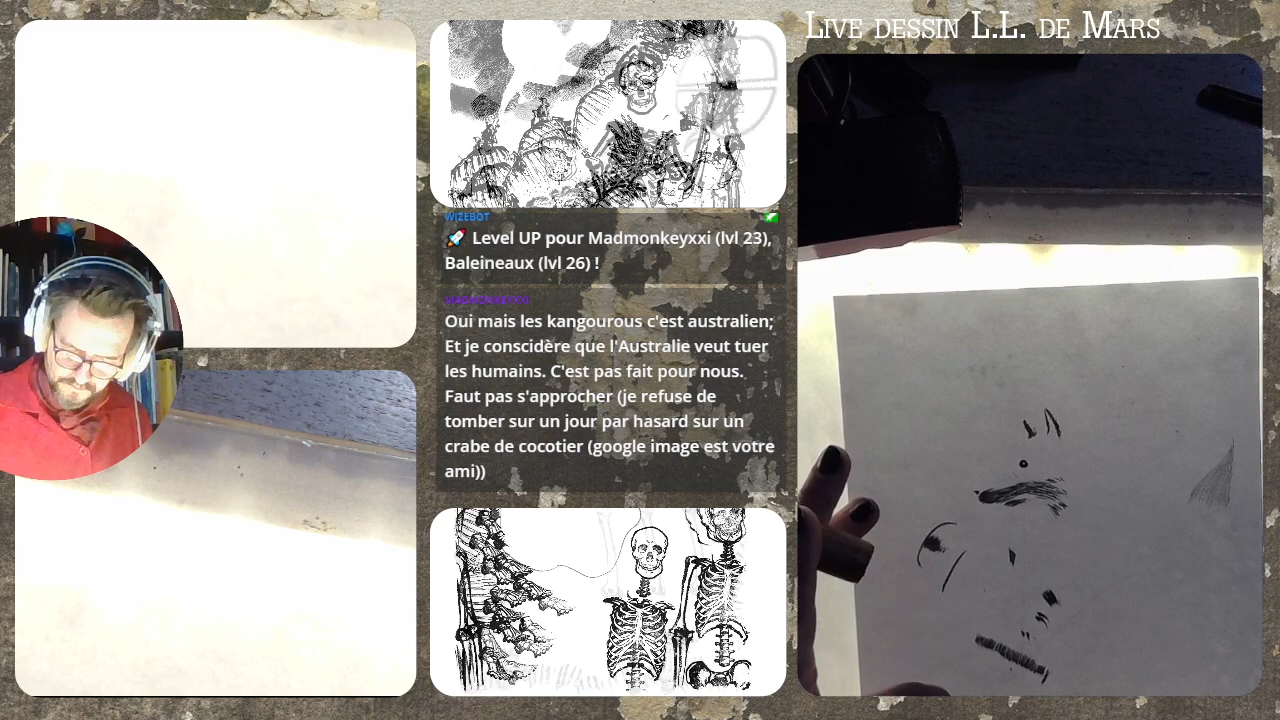 Live dessin L.L. de Mars
WIZEBOT
🚀 Level UP pour Madmonkeyxxi (lvl 23),
Baleineaux (lvl 26) !
MADMONKEYXXI
Oui mais les kangourous c'est australien;
Et je conscidère que l'Australie veut tuer
les humains. C'est pas fait pour nous.
Faut pas s'approcher (je refuse de
tomber sur un jour par hasard sur un
crabe de cocotier (google image est votre
ami))